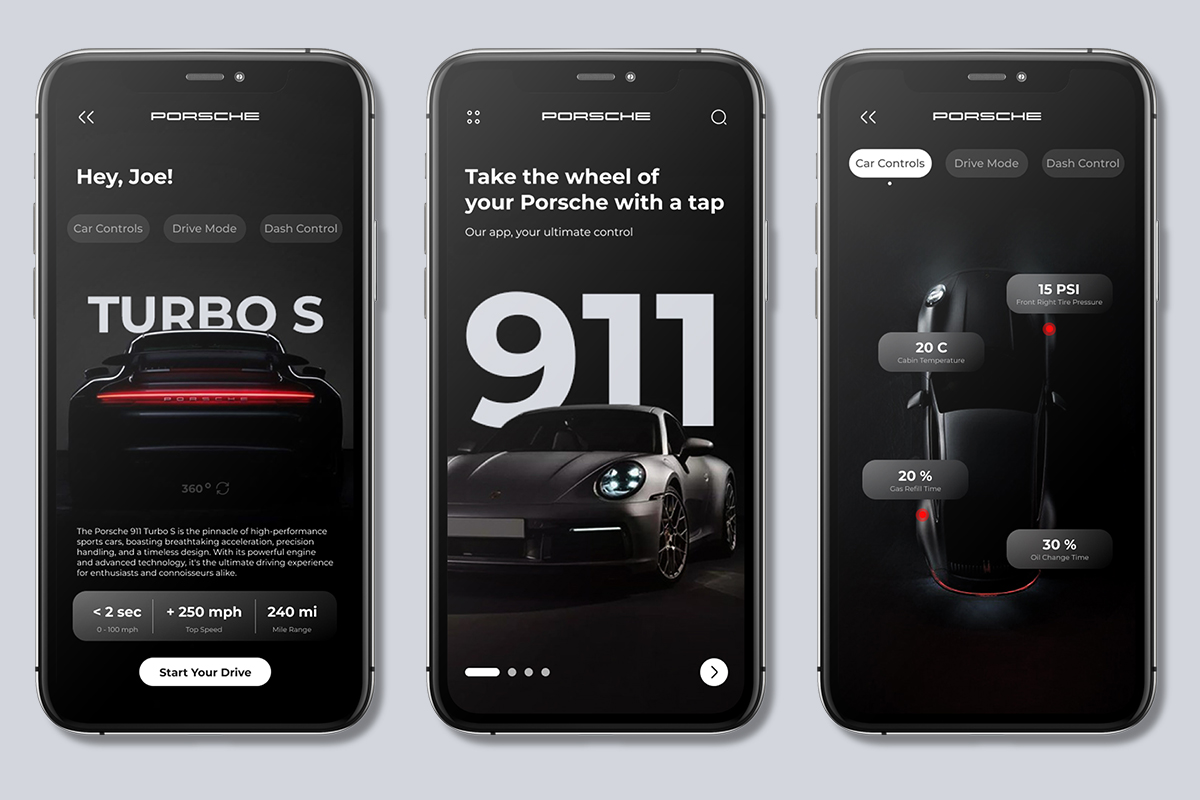 PORSCHE
Hey, Joe!
Car Controls
Drive Mode
Dash Control
TURBO S
PORSCHE
360°
The Porsche 911 Turbo S is the pinnacle of high-performance
sports cars, boasting breathtaking acceleration, precision
handling, and a timeless design. With its powerful engine
and advanced technology, it's the ultimate driving experience
for enthusiasts and connoisseurs alike.
< 2 sec
0 - 100 mph
+ 250 mph
Top Speed
240 mi
Mile Range
Start Your Drive
PORSCHE
Take the wheel of
your Porsche with a tap
Our app, your ultimate control
911
PORSCHE
Car Controls
Drive Mode
Dash Control
15 PSI
Front Right Tire Pressure
20 C
Cabin Temperature
20 %
Gas Refill Time
30 %
Oil Change Time